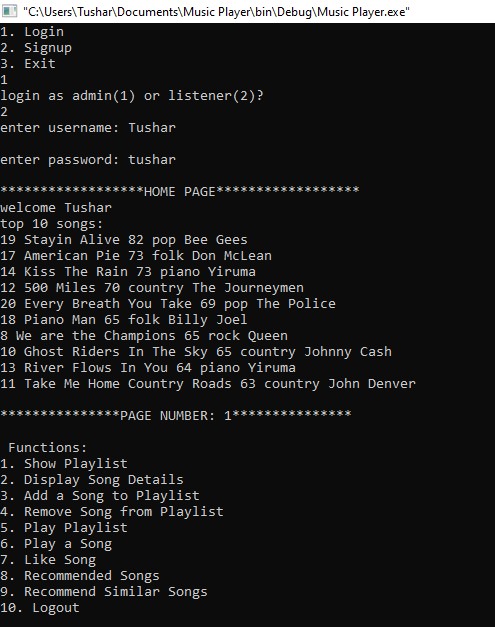 "C:\Users\Tushar\Documents\Music Player\bin\Debug\Music Player.exe"
1. Login
2. Signup
3. Exit
1
login as admin(1) or listener(2)?
2
enter username: Tushar
enter password: tushar
******************HOME PAGE******************
welcome Tushar
top 10 songs:
19 Stayin Alive 82 pop Bee Gees
17 American Pie 73 folk Don McLean
14 Kiss The Rain 73 piano Yiruma
12 500 Miles 70 country The Journeymen
20 Every Breath You Take 69 pop The Police
18 Piano Man 65 folk Billy Joel
8 We are the Champions 65 rock Queen
10 Ghost Riders In The Sky 65 country Johnny Cash
13 River Flows In You 64 piano Yiruma
11 Take Me Home Country Roads 63 country John Denver
***************PAGE NUMBER: 1***************
Functions:
1. Show Playlist
2. Display Song Details
3. Add a Song to Playlist
4. Remove Song from Playlist
5. Play Playlist
6. Play a Song
7. Like Song
8. Recommended Songs
9. Recommend Similar Songs
10. Logout